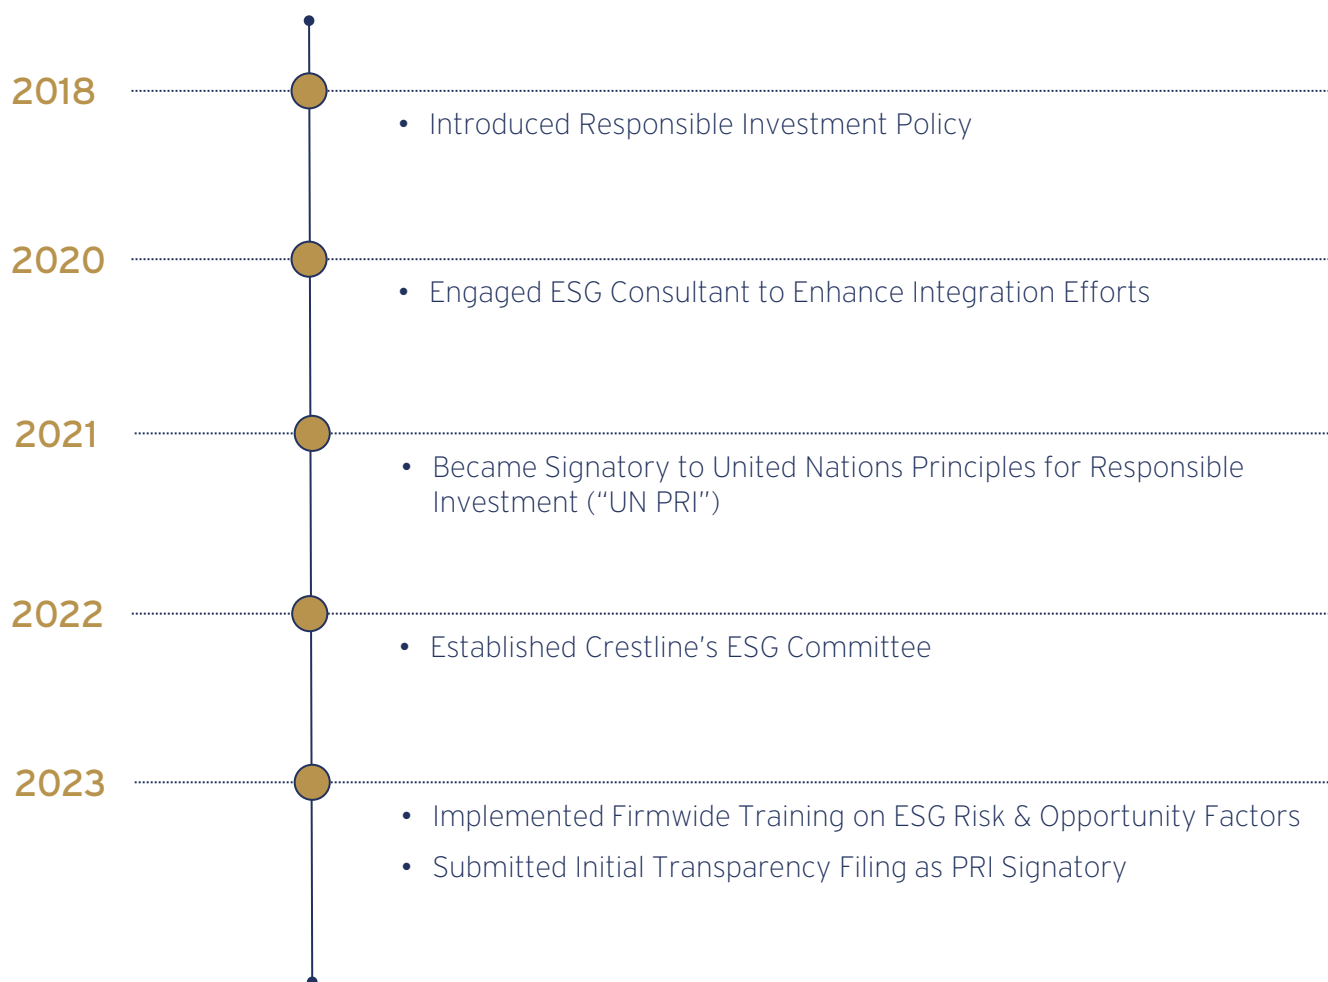 2018
• Introduced Responsible Investment Policy
2020
• Engaged ESG Consultant to Enhance Integration Efforts
2021
• Became Signatory to United Nations Principles for Responsible
Investment (“UN PRI”)
2022
• Established Crestline’s ESG Committee
2023
• Implemented Firmwide Training on ESG Risk & Opportunity Factors
• Submitted Initial Transparency Filing as PRI Signatory